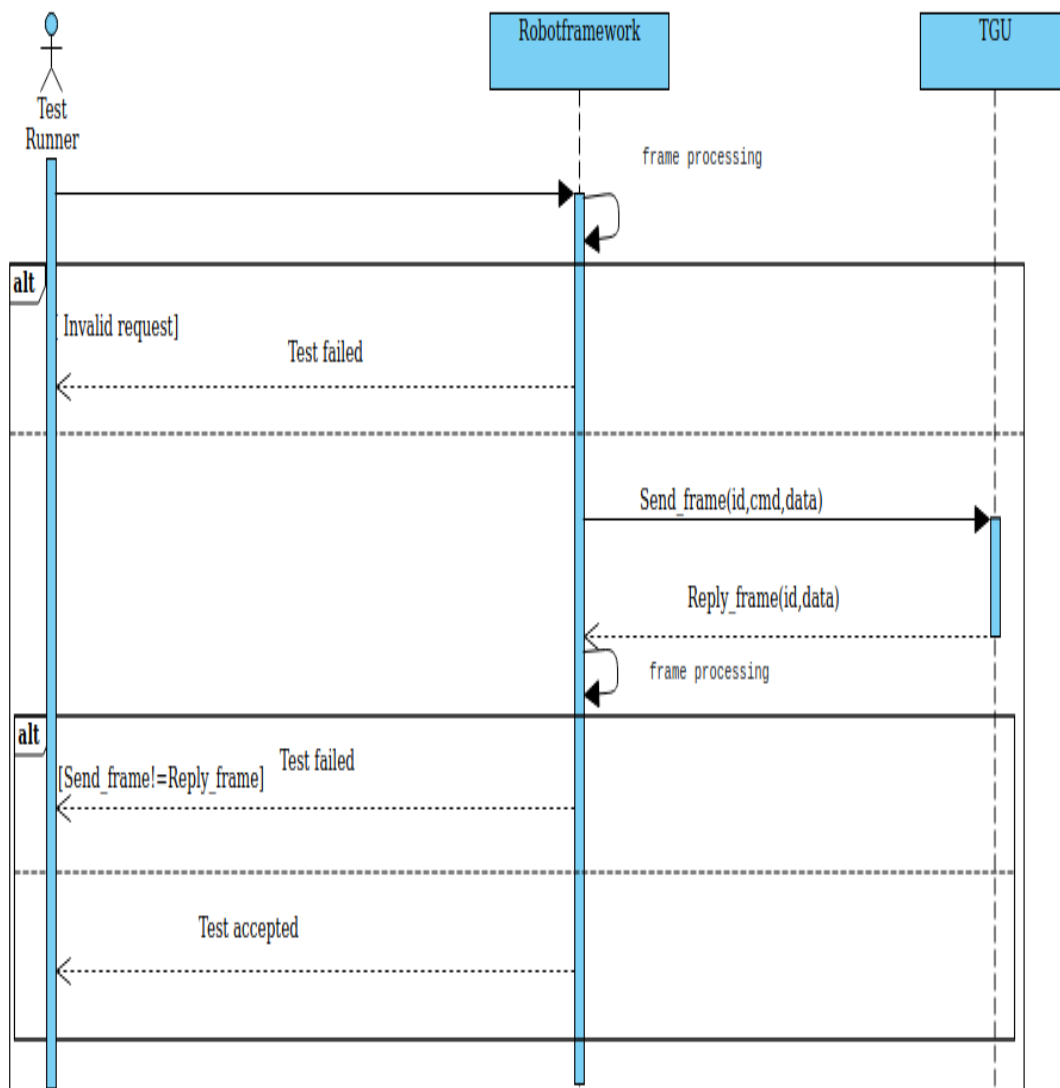 Robotframework
TGU
Test
Runner
frame processing
alt
[ Invalid request]
Test failed
Send_frame(id,cmd,data)
Reply_frame(id,data)
frame processing
alt
Test failed
[Send_frame!=Reply_frame]
Test accepted